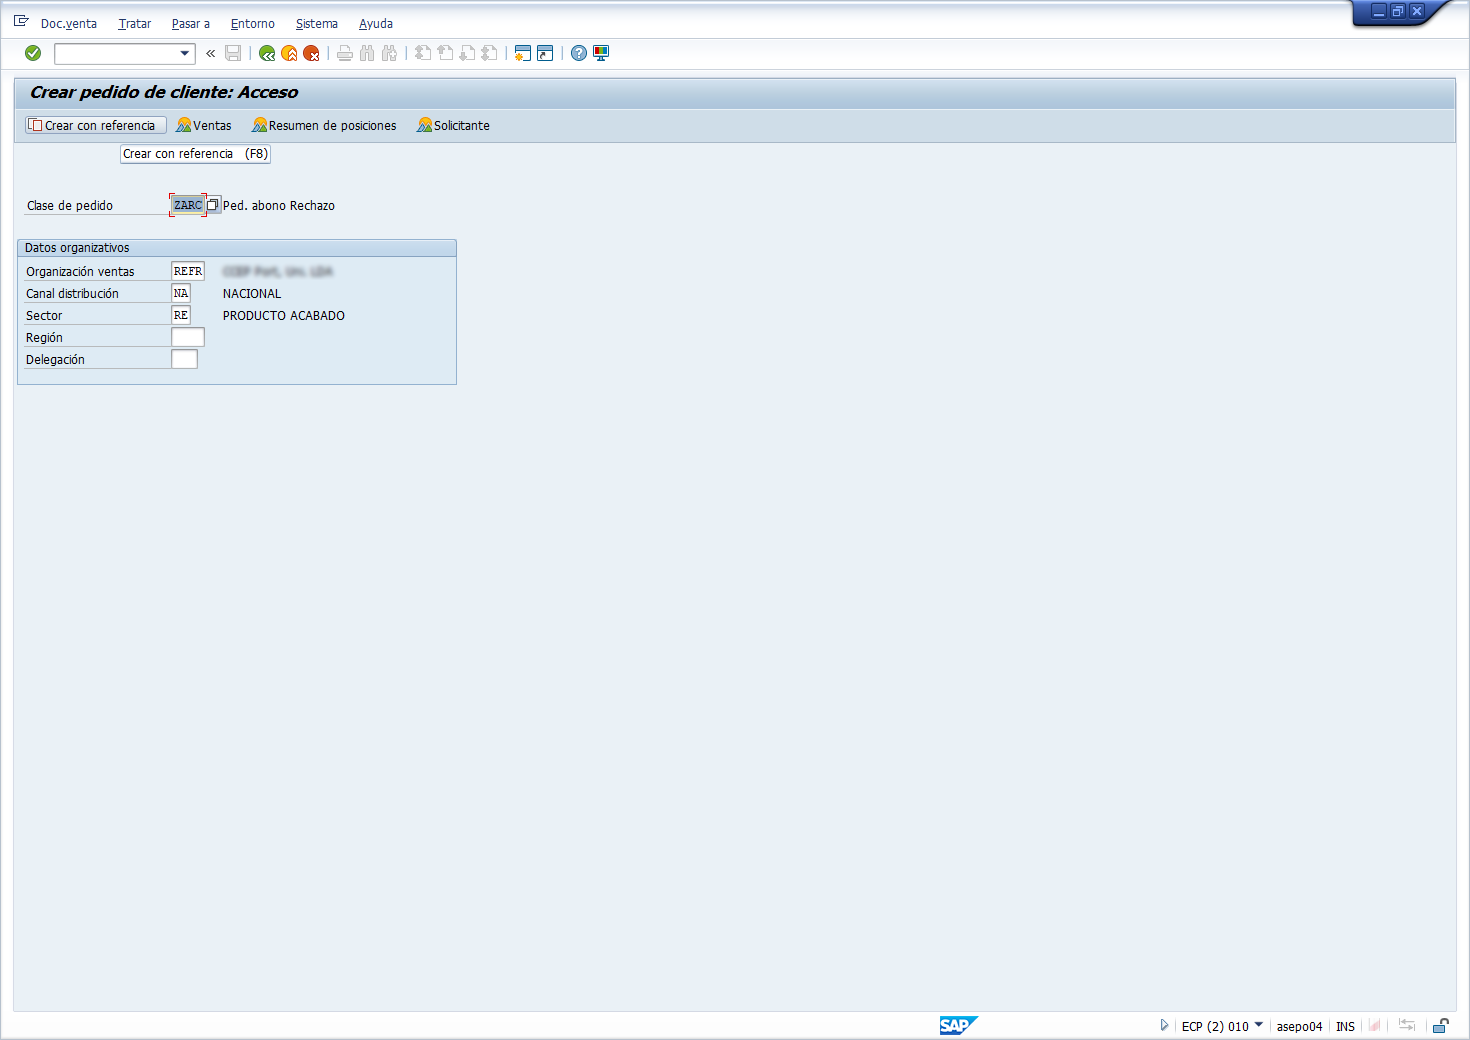 Doc.venta Tratar Pasar a Entorno Sistema Ayuda
Crear pedido de cliente: Acceso
Crear con referencia Ventas Resumen de posiciones Solicitante
Crear con referencia (F8)
Clase de pedido ZARC Ped. abono Rechazo
Datos organizativos
Organización ventas REFR
Canal distribución NA NACIONAL
Sector RE PRODUCTO ACABADO
Región
Delegación
SAP ECP (2) 010 asepo04 INS